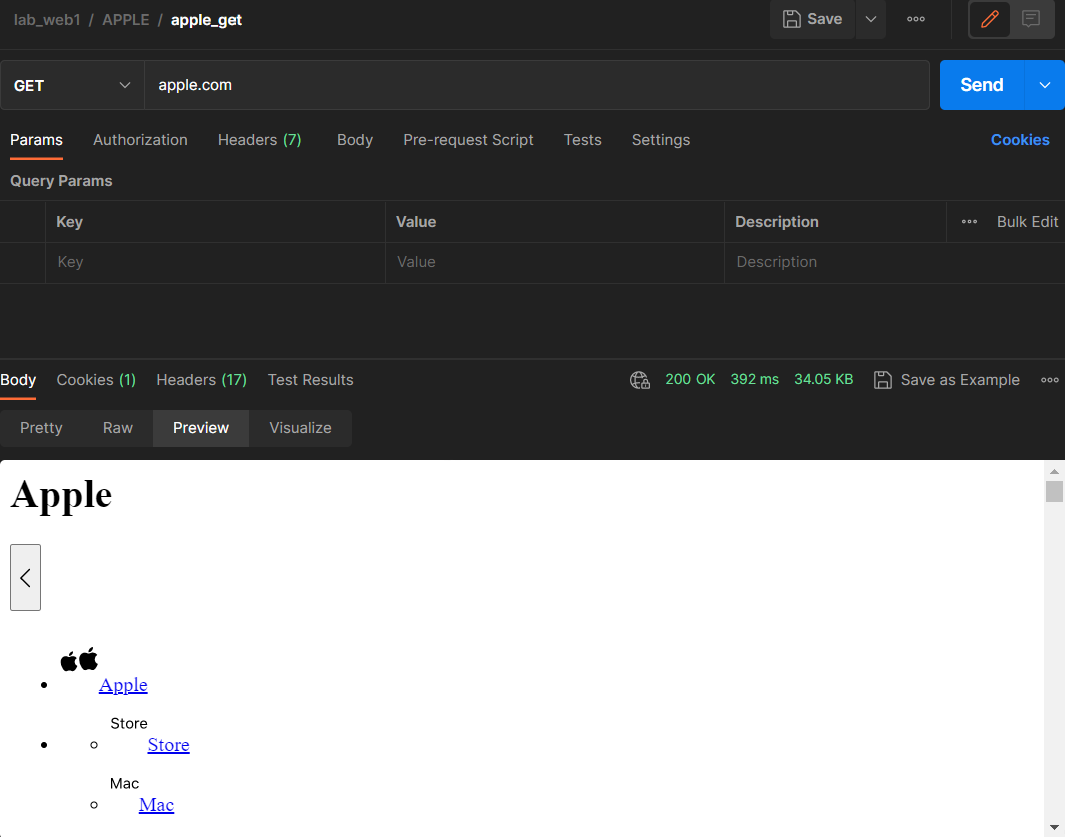 lab_web1 / APPLE / apple_get Save
GET apple.com Send
Params Authorization Headers (7) Body Pre-request Script Tests Settings Cookies
Query Params
Key Value Description Bulk Edit
Key Value Description
Body Cookies (1) Headers (17) Test Results 200 OK 392 ms 34.05 KB Save as Example
Pretty Raw Preview Visualize
Apple
Apple
Store
Store
Mac
Mac